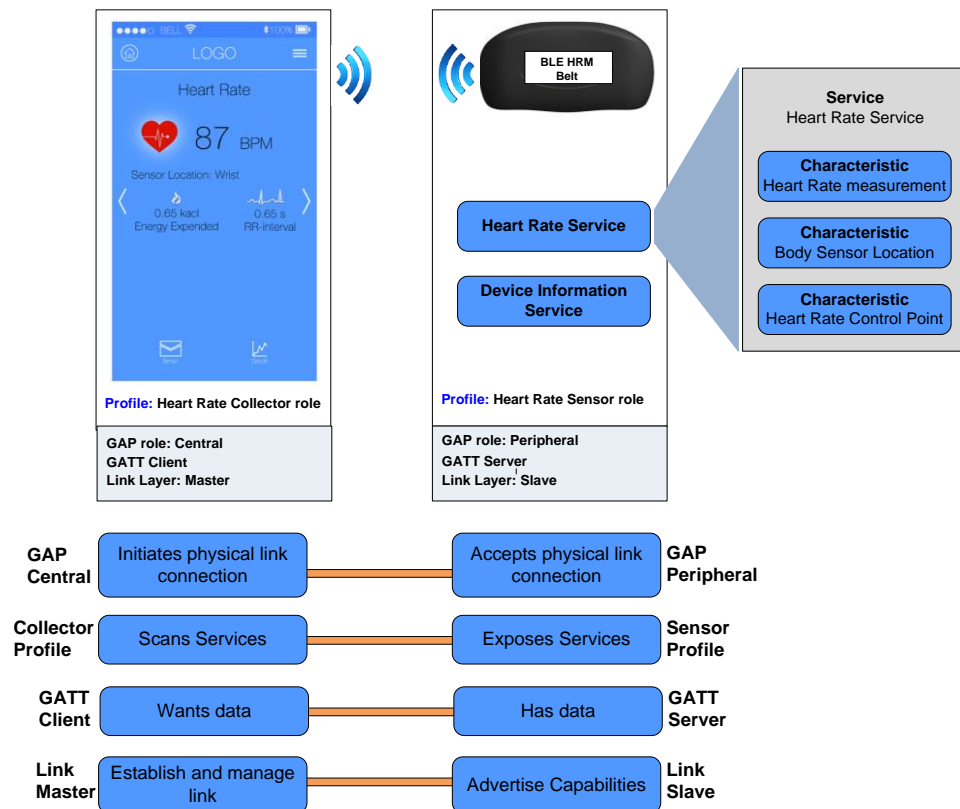 BELL 100%
LOGO
Heart Rate
87 BPM
Sensor Location: Wrist
0.65 kacl
Energy Expended
0.65 s
RR-interval
Email
Graph
Profile: Heart Rate Collector role
GAP role: Central
GATT Client
Link Layer: Master
BLE HRM
Belt
Heart Rate Service
Device Information
Service
Profile: Heart Rate Sensor role
GAP role: Peripheral
GATT Server
Link Layer: Slave
Service
Heart Rate Service
Characteristic
Heart Rate measurement
Characteristic
Body Sensor Location
Characteristic
Heart Rate Control Point
GAP
Central
Initiates physical link
connection
Accepts physical link
connection
GAP
Peripheral
Collector
Profile
Scans Services
Exposes Services
Sensor
Profile
GATT
Client
Wants data
Has data
GATT
Server
Link
Master
Establish and manage
link
Advertise Capabilities
Link
Slave